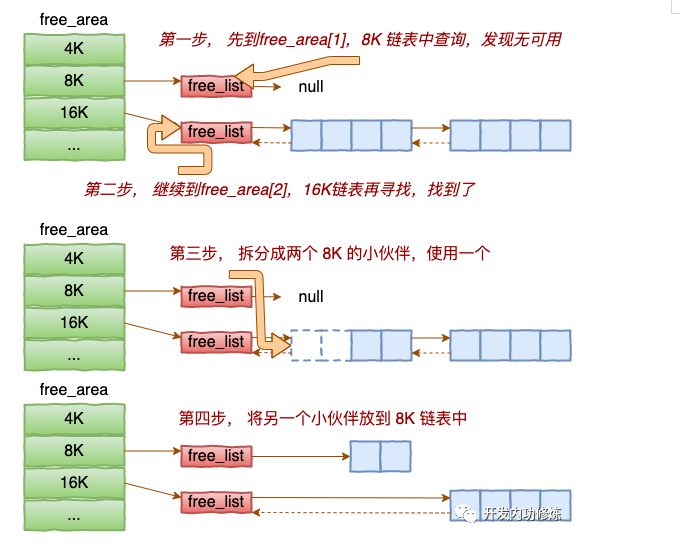 free_area
第一步， 先到free_area[1]，8K 链表中查询，发现无可用
4K
8K
free_list
null
16K
free_list
...
第二步， 继续到free_area[2]，16K链表再寻找，找到了
free_area
第三步， 拆分成两个 8K 的小伙伴，使用一个
4K
8K
free_list
null
16K
free_list
...
free_area
第四步， 将另一个小伙伴放到 8K 链表中
4K
8K
free_list
16K
free_list
...
开发内功修炼